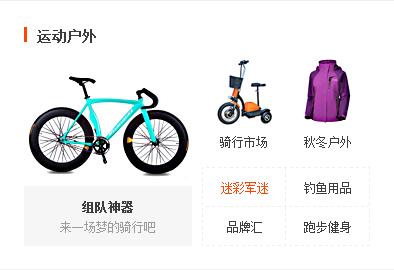 运动户外
骑行市场
秋冬户外
迷彩军迷
钓鱼用品
组队神器
来一场梦的骑行吧
品牌汇
跑步健身